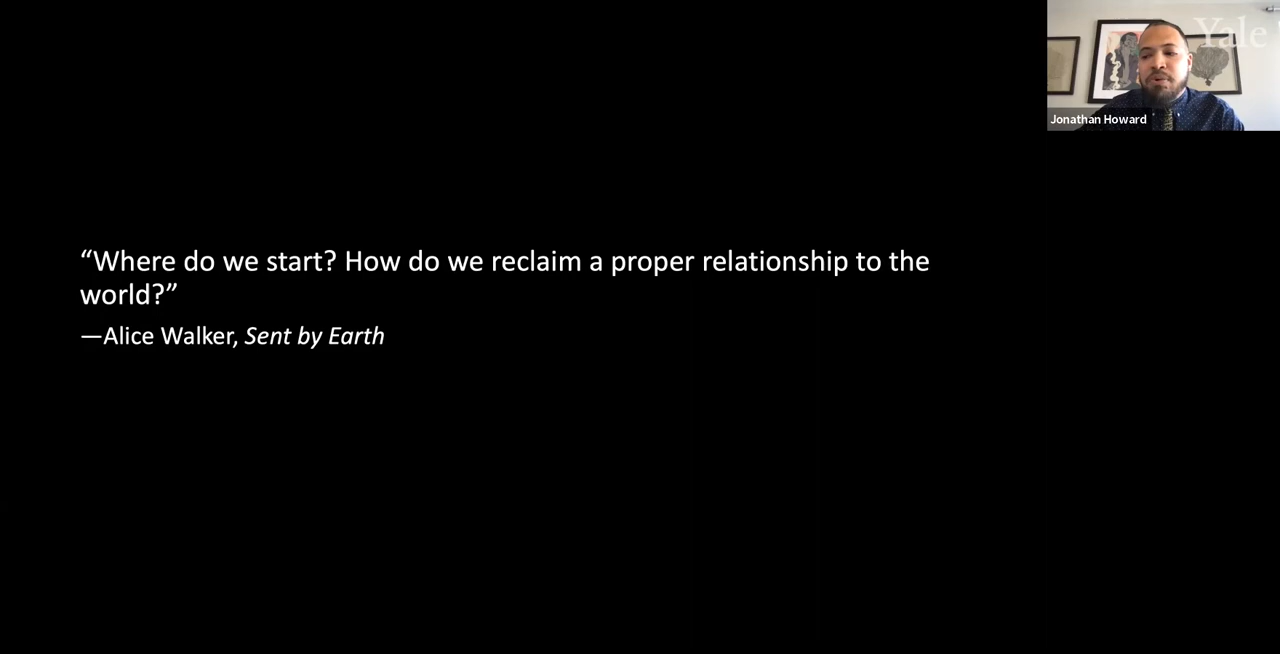 Yale
Jonathan Howard
“Where do we start? How do we reclaim a proper relationship to the
world?”
—Alice Walker, Sent by Earth